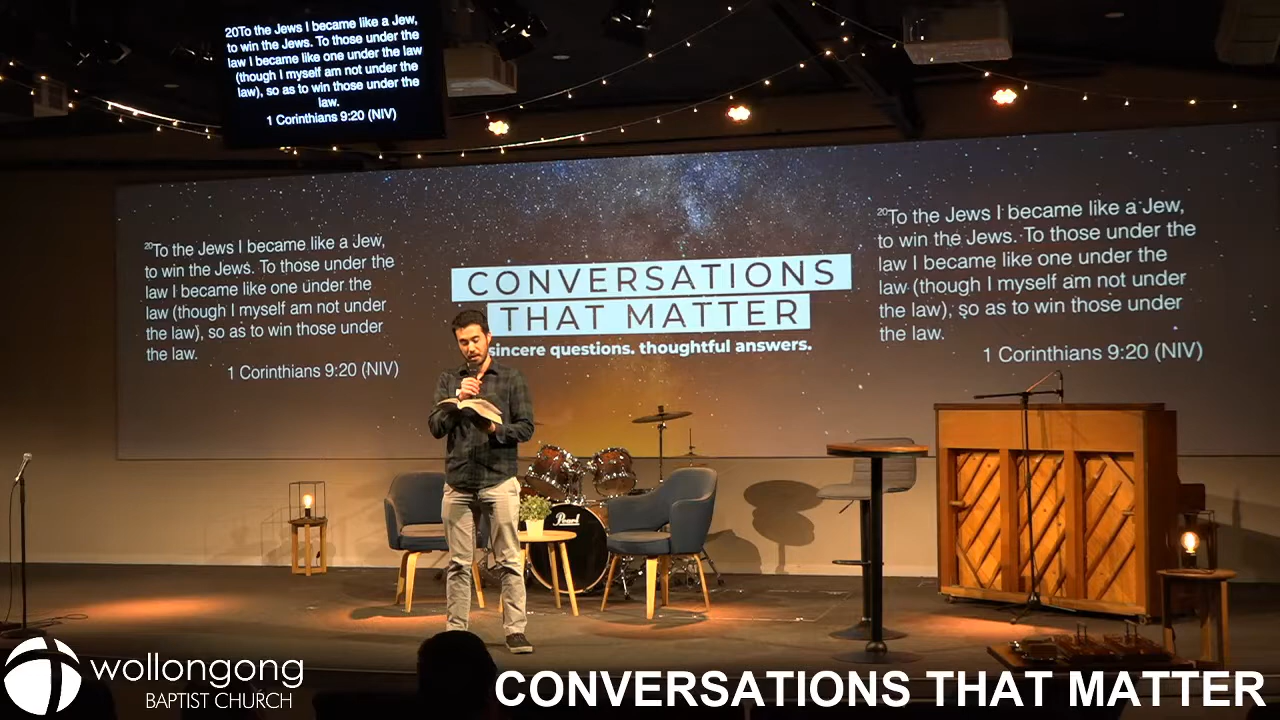 20To the Jews I became like a Jew,
to win the Jews. To those under the
law I became like one under the law
(though I myself am not under the
law), so as to win those under the
law.
1 Corinthians 9:20 (NIV)
20To the Jews I became like a Jew,
to win the Jews. To those under the
law I became like one under the
law (though I myself am not under
the law), so as to win those under
the law.
1 Corinthians 9:20 (NIV)
CONVERSATIONS
THAT MATTER
sincere questions. thoughtful answers.
20To the Jews I became like a Jew,
to win the Jews. To those under the
law I became like one under the
law (though I myself am not under
the law), so as to win those under
the law.
1 Corinthians 9:20 (NIV)
Pearl
wollongong
BAPTIST CHURCH
CONVERSATIONS THAT MATTER